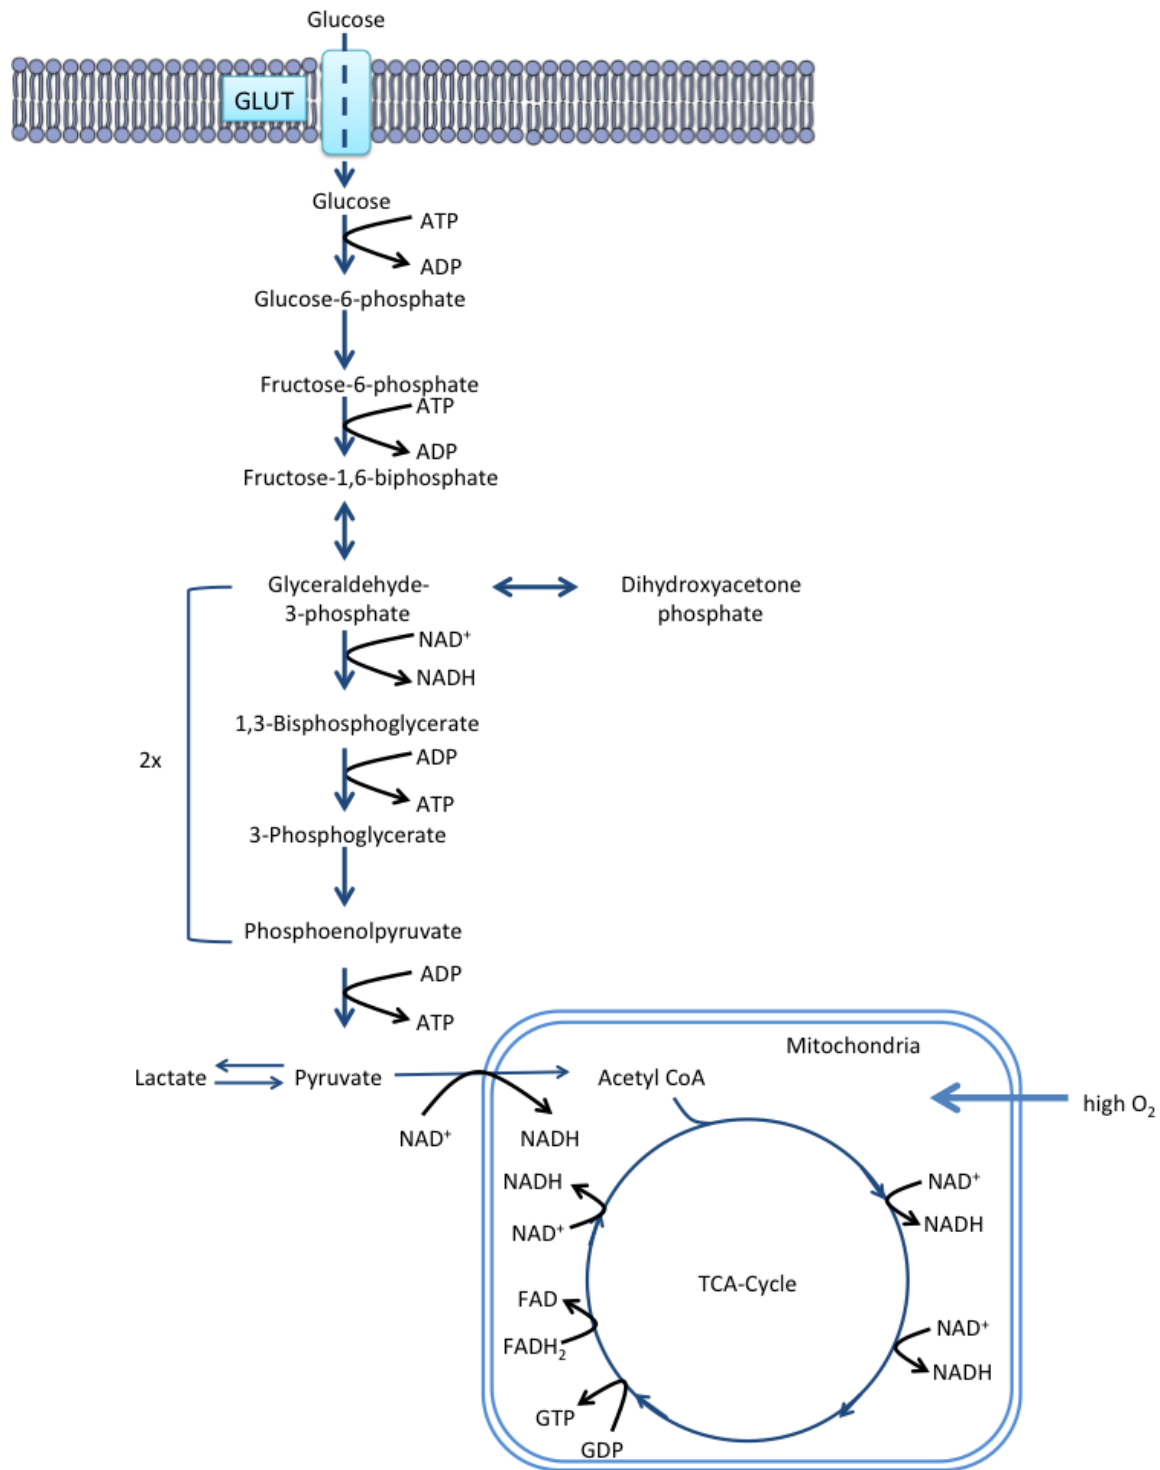 Glucose
GLUT
Glucose
ATP
ADP
Glucose-6-phosphate
Fructose-6-phosphate
ATP
ADP
Fructose-1,6-biphosphate
Glyceraldehyde-
3-phosphate
Dihydroxyacetone
phosphate
NAD⁺
NADH
1,3-Bisphosphoglycerate
2x
ADP
ATP
3-Phosphoglycerate
Phosphoenolpyruvate
ADP
ATP
Mitochondria
Lactate
Pyruvate
Acetyl CoA
high O₂
NAD⁺
NADH
NADH
NAD⁺
NAD⁺
NADH
TCA-Cycle
FAD
FADH₂
NAD⁺
NADH
GTP
GDP